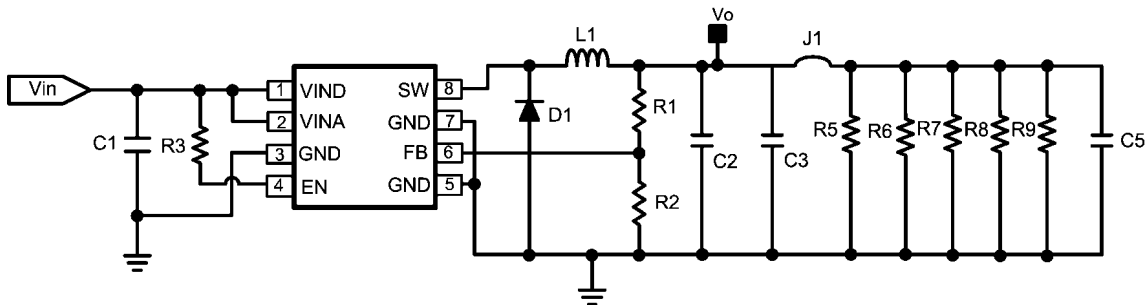 Vo
L1
J1
Vin
1 VIND SW 8
2 VINA GND 7
3 GND FB 6
4 EN GND 5
C1
R3
D1
R1
R2
C2
C3
R5
R6
R7
R8
R9
C5